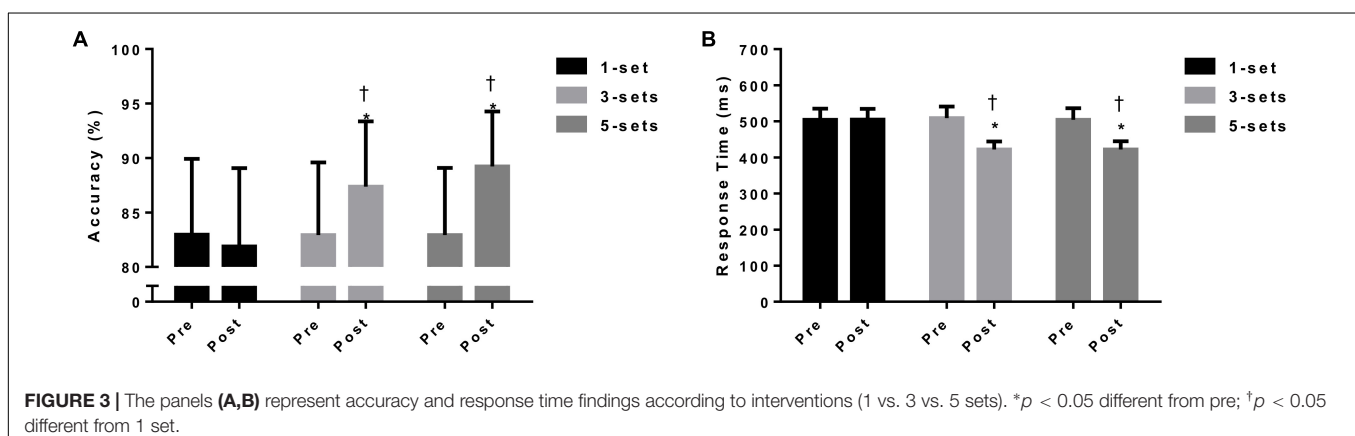 A
100
95
90
85
80
0
Accuracy (%)
† *
† *
Pre Post Pre Post Pre Post
1-set
3-sets
5-sets
B
700
600
500
400
300
200
100
0
Response Time (ms)
† *
† *
Pre Post Pre Post Pre Post
1-set
3-sets
5-sets
FIGURE 3 | The panels (A,B) represent accuracy and response time findings according to interventions (1 vs. 3 vs. 5 sets). *p < 0.05 different from pre; †p < 0.05
different from 1 set.